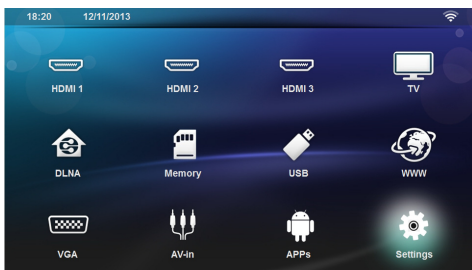 18:20 12/11/2013
HDMI 1 HDMI 2 HDMI 3 TV
DLNA Memory USB WWW
VGA AV-in APPs Settings